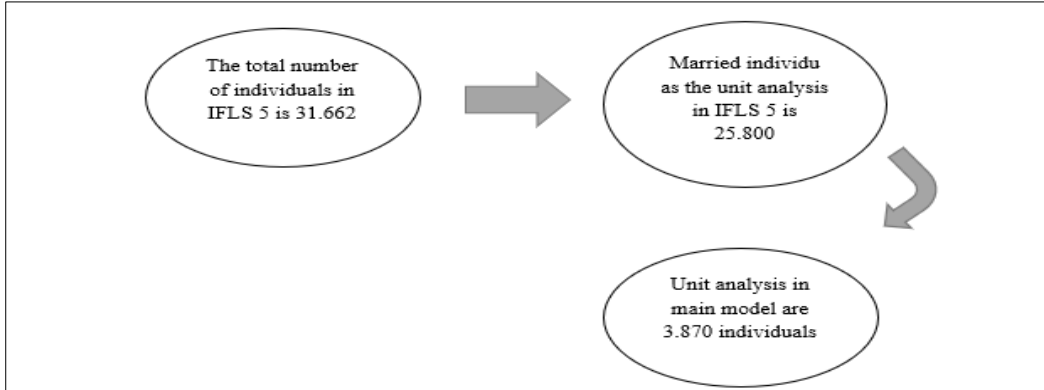 The total number
of individuals in
IFLS 5 is 31.662
Married individu
as the unit analysis
in IFLS 5 is
25.800
Unit analysis in
main model are
3.870 individuals